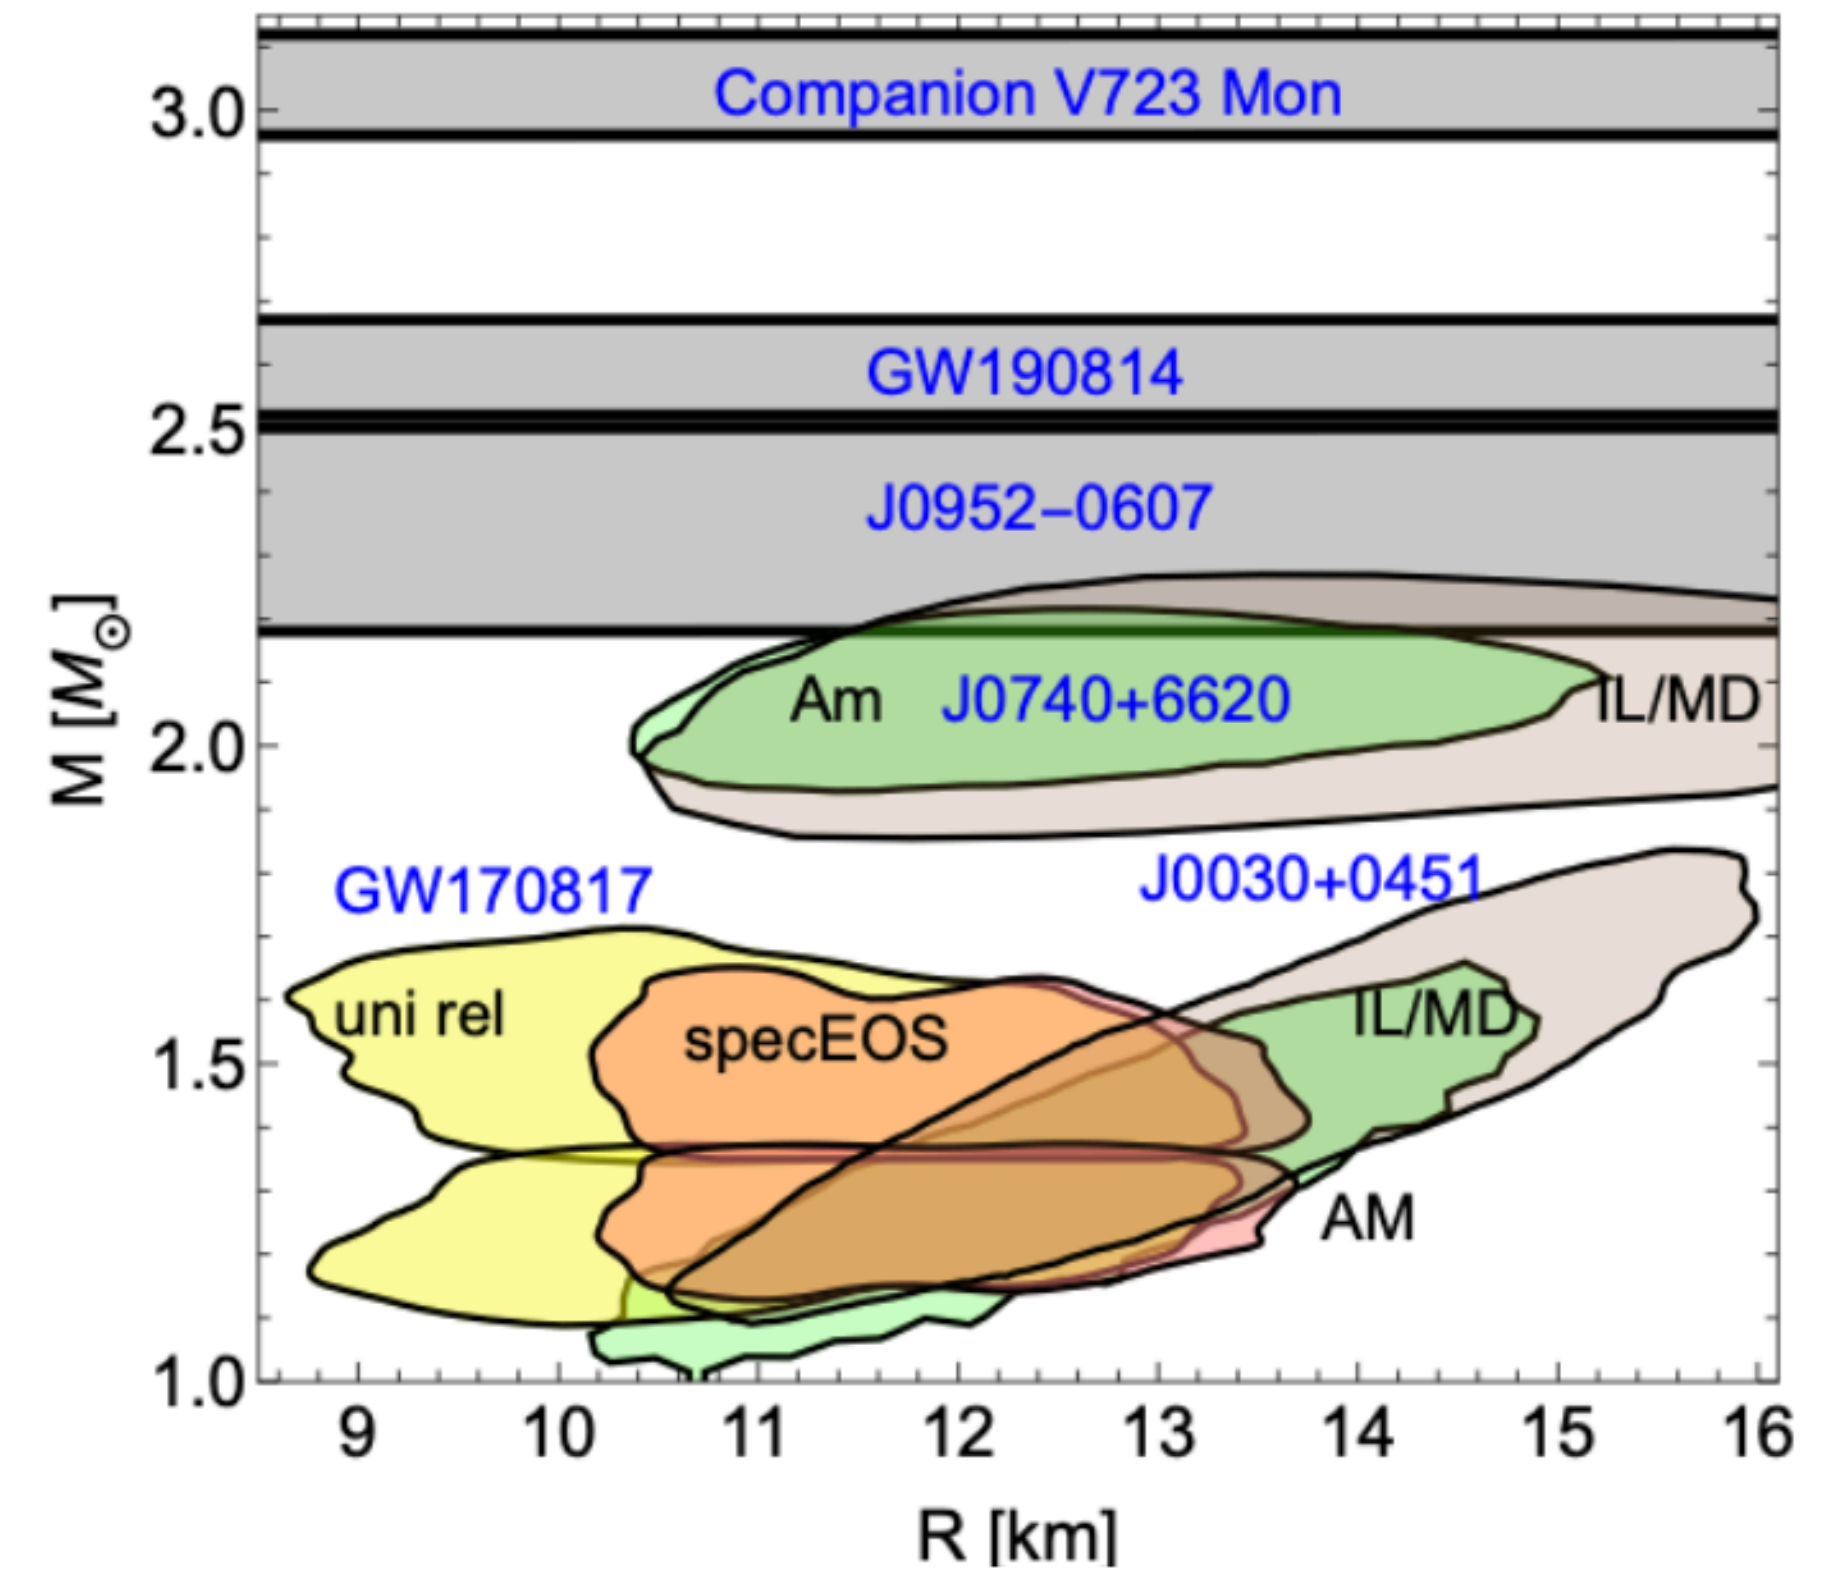 3.0
2.5
2.0
1.5
1.0
M [M⊙]
Companion V723 Mon
GW190814
J0952−0607
Am J0740+6620 IL/MD
GW170817 J0030+0451
uni rel specEOS IL/MD
AM
9 10 11 12 13 14 15 16
R [km]